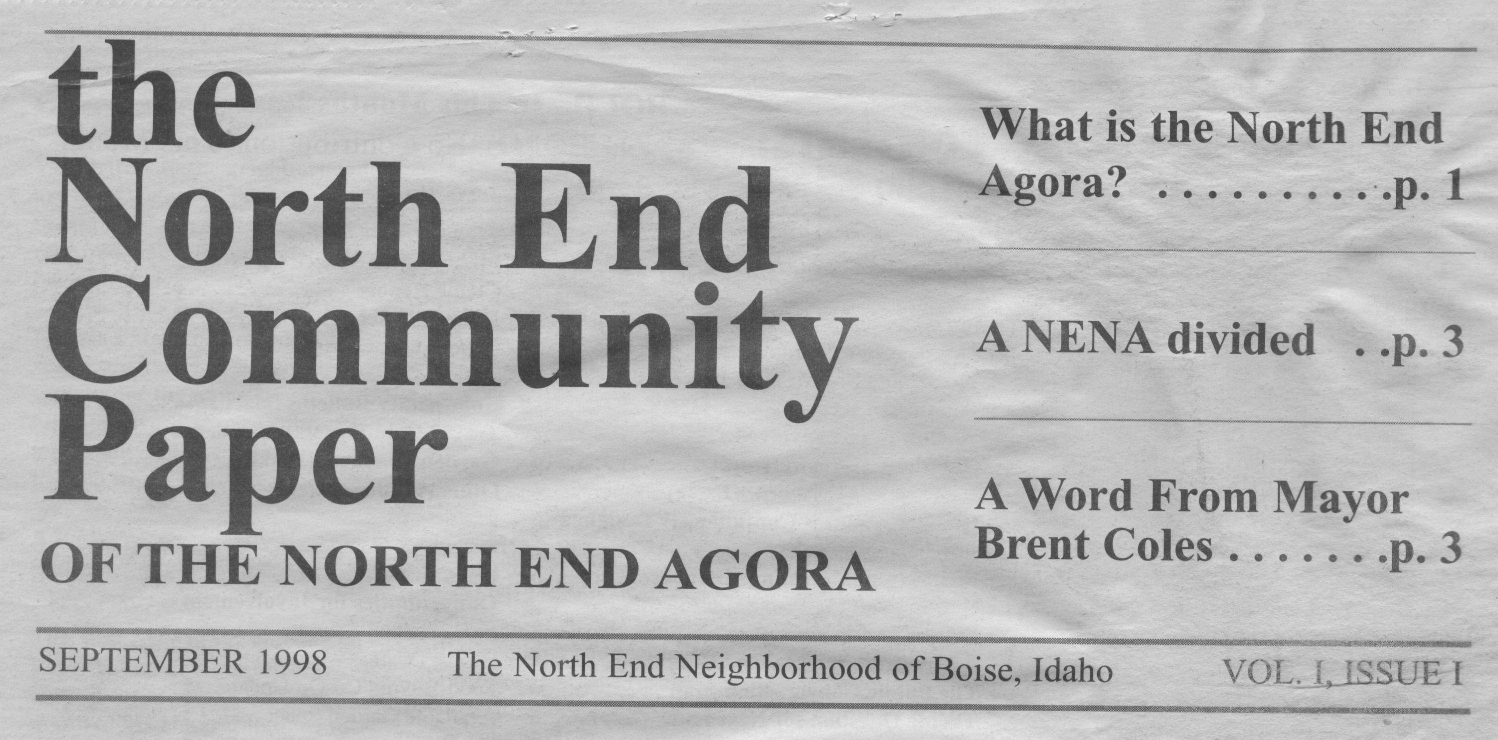 the
North End
Community
Paper
OF THE NORTH END AGORA
What is the North End
Agora? . . . . . . . . . . .p. 1
A NENA divided . .p. 3
A Word From Mayor
Brent Coles . . . . . . .p. 3
SEPTEMBER 1998 The North End Neighborhood of Boise, Idaho VOL. I, ISSUE I